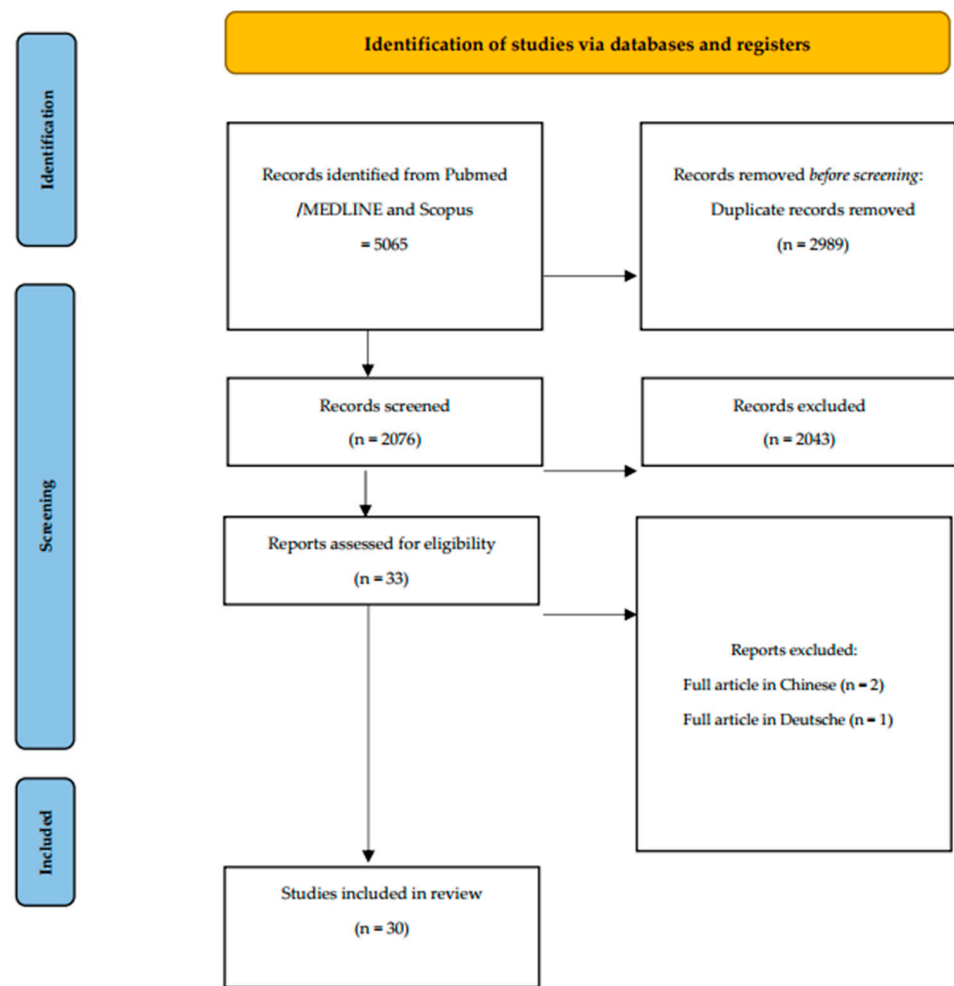 Identification of studies via databases and registers
Identification
Records identified from Pubmed
/MEDLINE and Scopus
= 5065
Records removed before screening:
Duplicate records removed
(n = 2989)
Screening
Records screened
(n = 2076)
Records excluded
(n = 2043)
Reports assessed for eligibility
(n = 33)
Reports excluded:
Full article in Chinese (n = 2)
Full article in Deutsche (n = 1)
Included
Studies included in review
(n = 30)